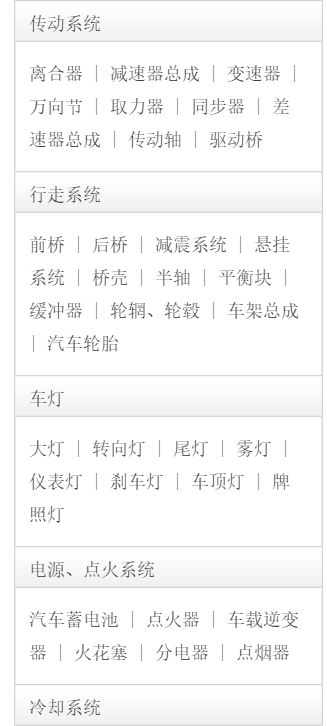 传动系统
离合器 | 减速器总成 | 变速器 |
万向节 | 取力器 | 同步器 | 差
速器总成 | 传动轴 | 驱动桥
行走系统
前桥 | 后桥 | 减震系统 | 悬挂
系统 | 桥壳 | 半轴 | 平衡块 |
缓冲器 | 轮辋、轮毂 | 车架总成
| 汽车轮胎
车灯
大灯 | 转向灯 | 尾灯 | 雾灯 |
仪表灯 | 刹车灯 | 车顶灯 | 牌
照灯
电源、点火系统
汽车蓄电池 | 点火器 | 车载逆变
器 | 火花塞 | 分电器 | 点烟器
冷却系统